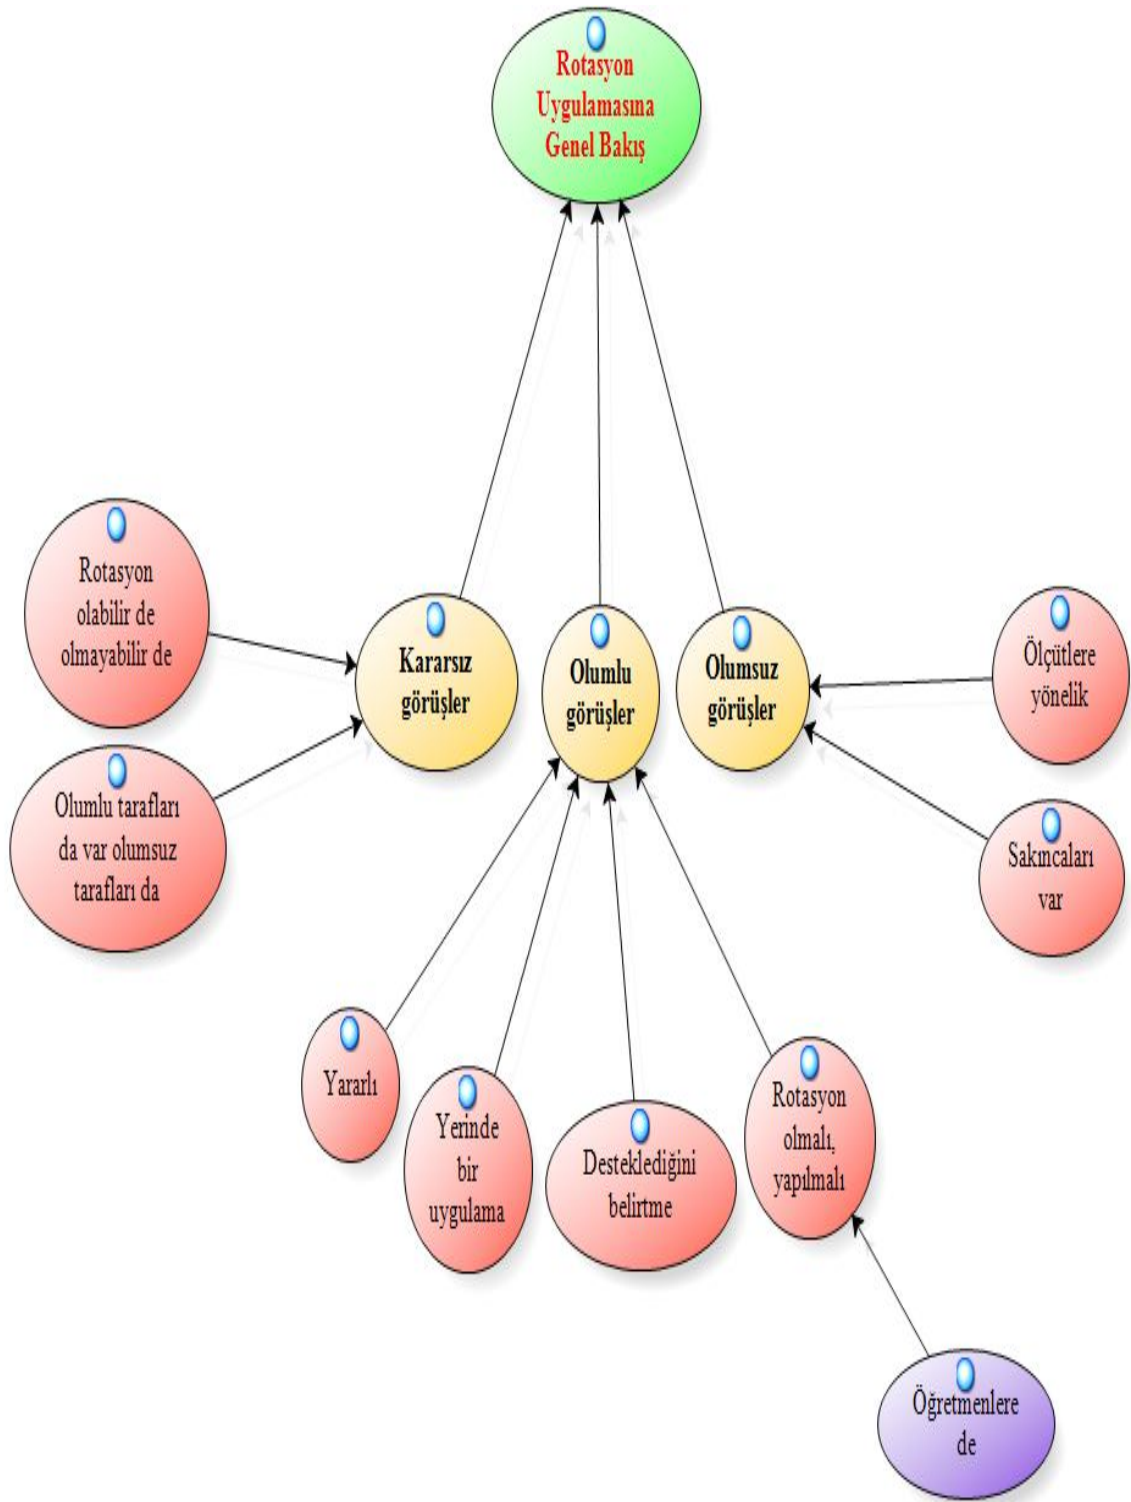 Rotasyon
Uygulamasına
Genel Bakış
Rotasyon
olabilir de
olmayabilir de
Kararsız
görüşler
Olumlu
görüşler
Olumsuz
görüşler
Ölçütlere
yönelik
Olumlu tarafları
da var olumsuz
tarafları da
Sakıncaları
var
Yararlı
Yerinde
bir
uygulama
Desteklediğini
belirtme
Rotasyon
olmalı,
yapılmalı
Öğretmenlere
de